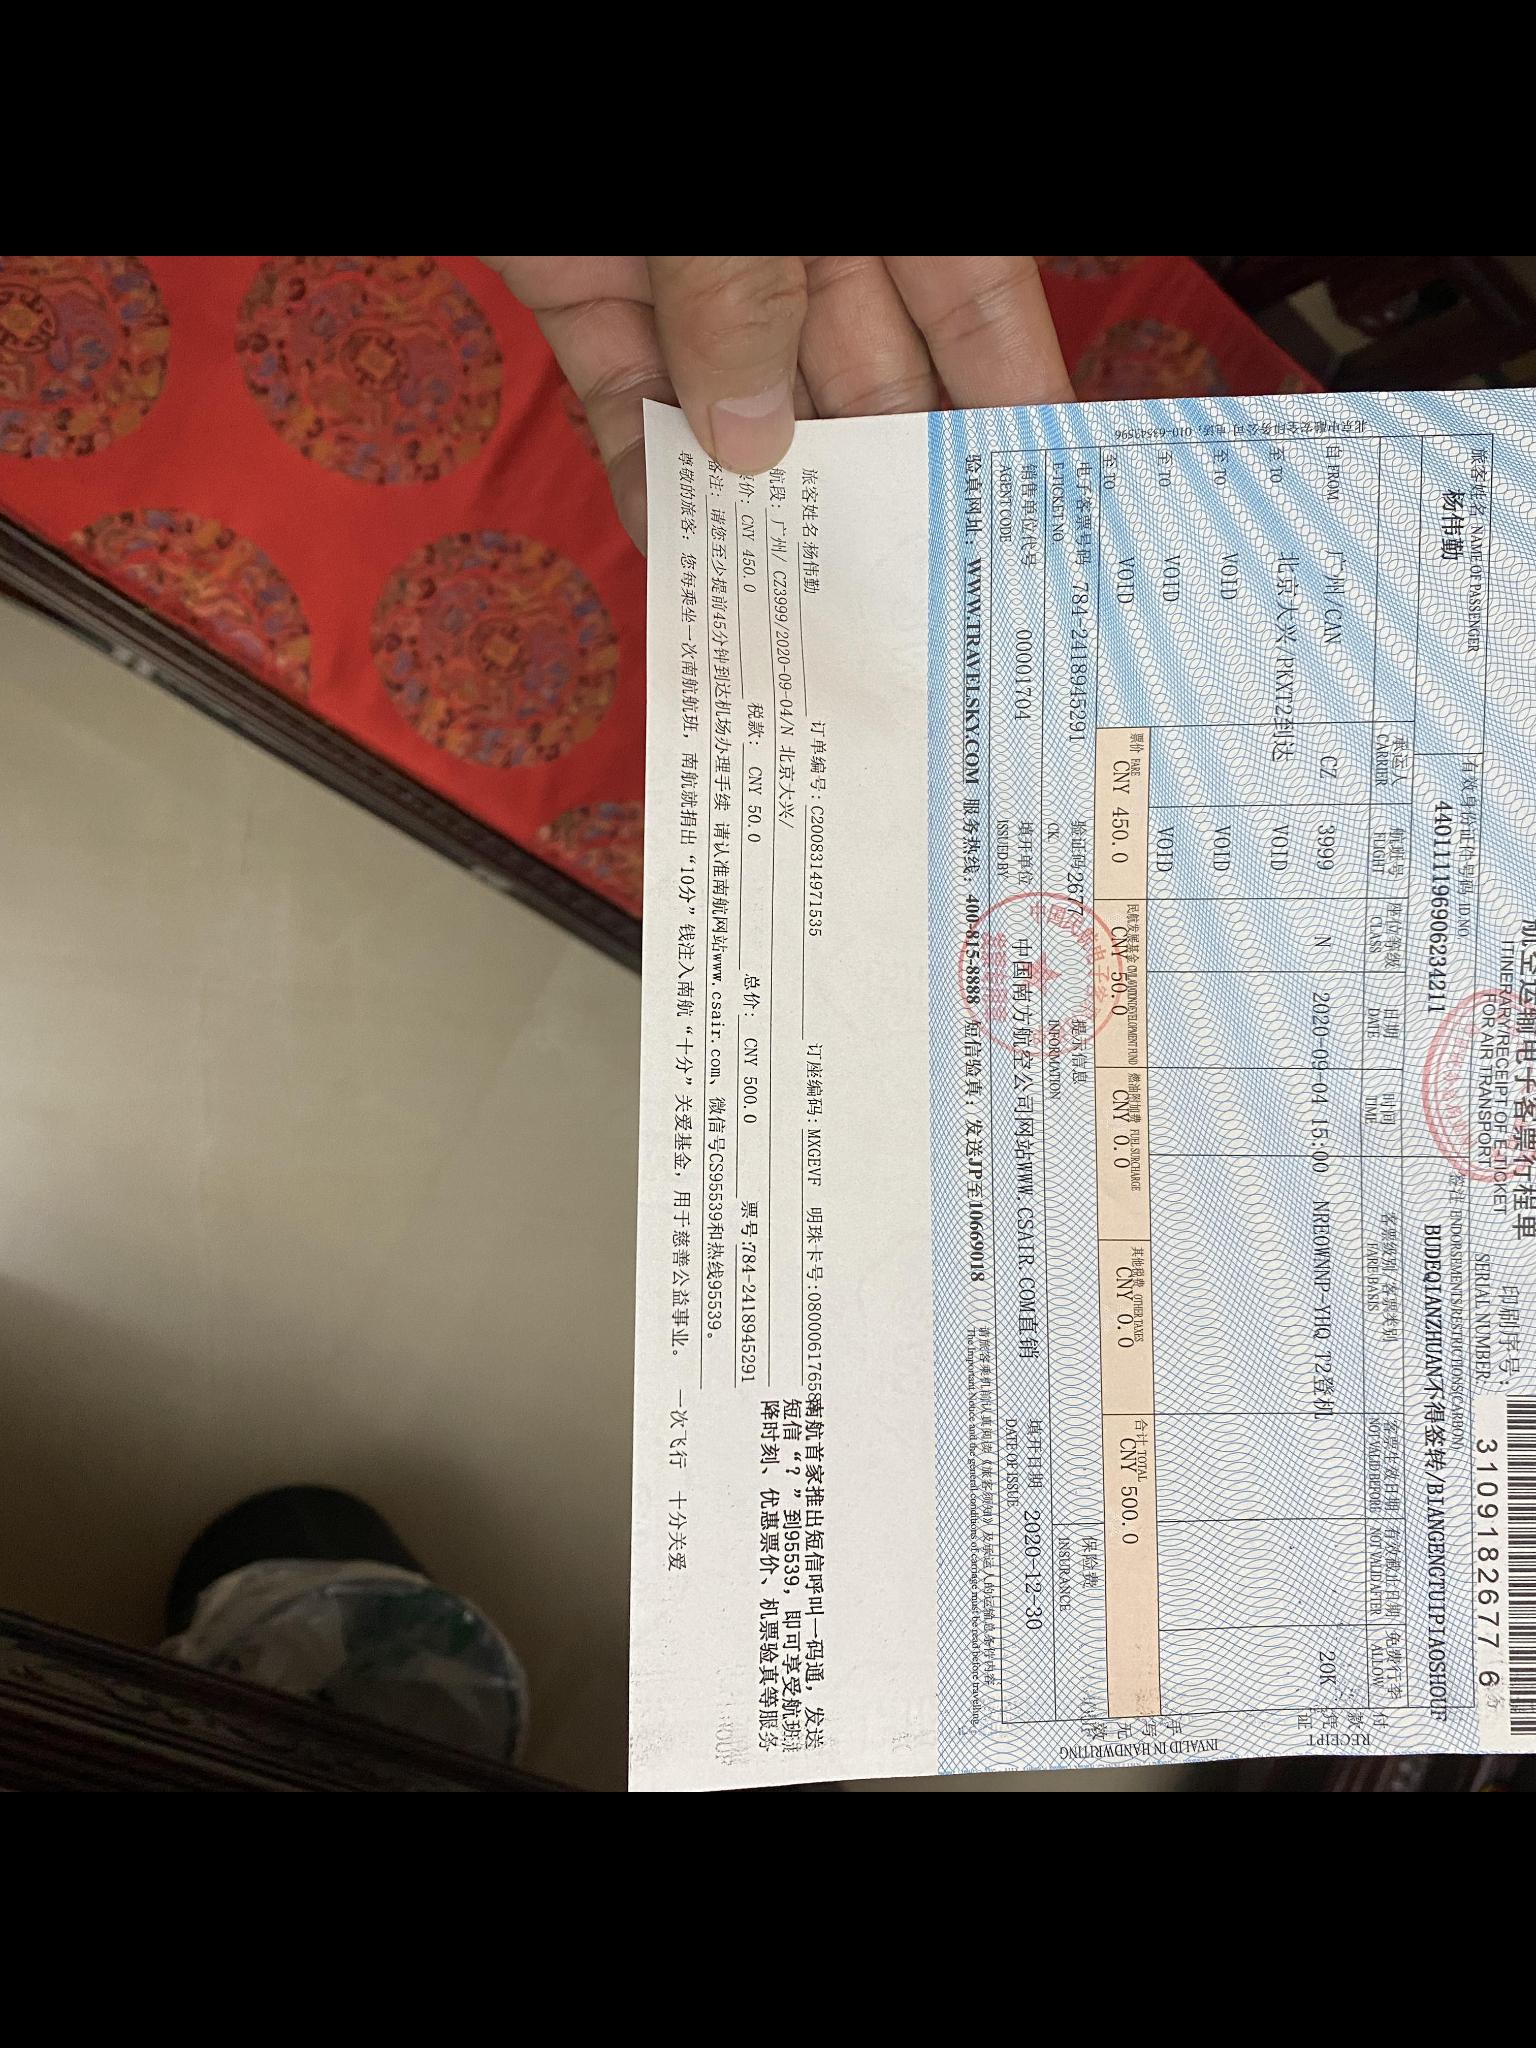 航空运输电子客票行程单
ITINERARY/RECEIPT OF E-TICKET
FOR AIR TRANSPORT
印刷序号:
SERIAL NUMBER:
31091826776
旅客姓名 NAME OF PASSENGER
杨伟勤
有效身份证件号码 ID.NO
440111196906234211
签注 ENDORSEMENTS/RESTRICTIONS(CARBON)
BUDEQIANZHUAN不得签转/BIANGENGTUIPIAOSHOUF
承运人 CARRIER
航班号 FLIGHT
座位等级 CLASS
日期 DATE
时间 TIME
客票级别/客票类别 FARE BASIS
客票生效日期 NOT VALID BEFORE
有效截止日期 NOT VALID AFTER
免费行李 ALLOW
自 FROM 广州/CAN CZ 3999 N 2020-09-04 15:00 NREOWNNP-YHQ T2登机 20K
至 TO 北京大兴/PKXT2到达 VOID
至 TO VOID VOID
至 TO VOID VOID
至 TO VOID
票价 FARE CNY 450.0
民航发展基金 CIVIL AVIATION DEVELOPMENT FUND CNY 50.0
燃油附加费 FUEL SURCHARGE CNY 0.0
其他税费 OTHER TAXES CNY 0.0
合计 TOTAL CNY 500.0
电子客票号码 784-2418945291
E-TICKET NO
验证码 2677
CK
提示信息
INFORMATION
保险费
INSURANCE
销售单位代号 00001704
AGENT CODE
填开单位 中国南方航空公司网站WWW.CSAIR.COM直销
ISSUED BY
填开日期 2020-12-30
DATE OF ISSUE
验真网址：WWW.TRAVELSKY.COM 服务热线：400-815-8888 短信验真：发送JP至10669018
请旅客乘机前认真阅读《旅客须知》及承运人的运输总条件内容
The Important Notice and the general conditions of carriage must be read before travelling.
付款凭证
RECEIPT
手写无效
INVALID IN HANDWRITING
北京中融安全印务公司 电话：010-63543596
旅客姓名:杨伟勤 订单编号:C2008314971535 订座编码:MXGEVF 明珠卡号:08000617658
航段: 广州/ CZ3999/2020-09-04/N 北京大兴/
票价: CNY 450.0 税款: CNY 50.0 总价: CNY 500.0 票号:784-2418945291
备注: 请您至少提前45分钟到达机场办理手续 请认准南航网站www.csair.com、微信号CS95539和热线95539。
尊敬的旅客：您每乘坐一次南航航班，南航就捐出“10分”钱注入南航“十分”关爱基金，用于慈善公益事业。 一次飞行 十分关爱
南航首家推出短信呼叫一码通，发送
短信“？”到95539，即可享受航班
降时刻、优惠票价、机票验真等服务